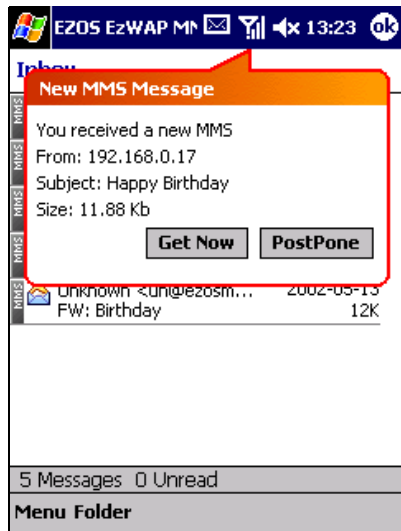 EZOS EzWAP MM 13:23 ok
Inbox
New MMS Message
You received a new MMS
From: 192.168.0.17
Subject: Happy Birthday
Size: 11.88 Kb
Get Now PostPone
MMS
MMS
MMS
MMS
MMS
Unknown <un@ezosm... 2002-05-13
FW: Birthday 12K
5 Messages 0 Unread
Menu Folder